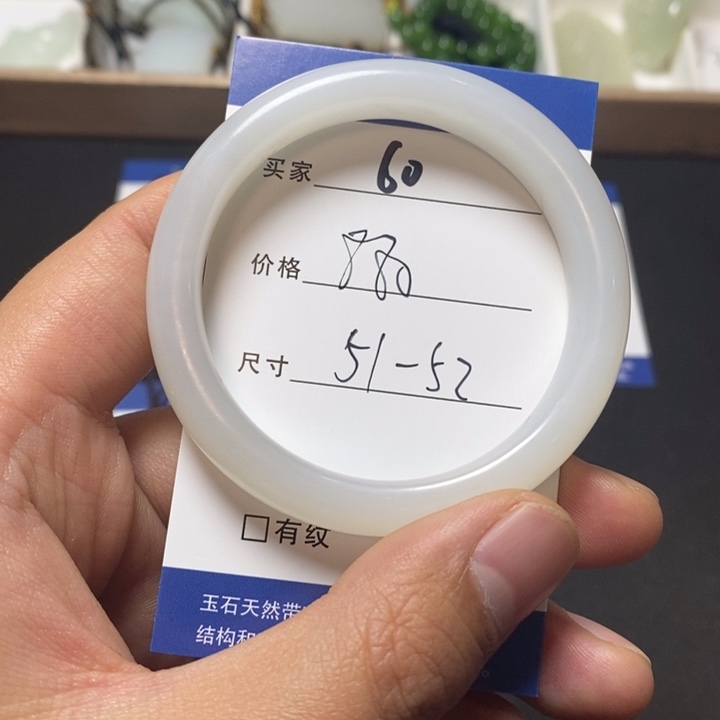 买家 60
价格
尺寸 51-52
□有纹
玉石天然带
结构和